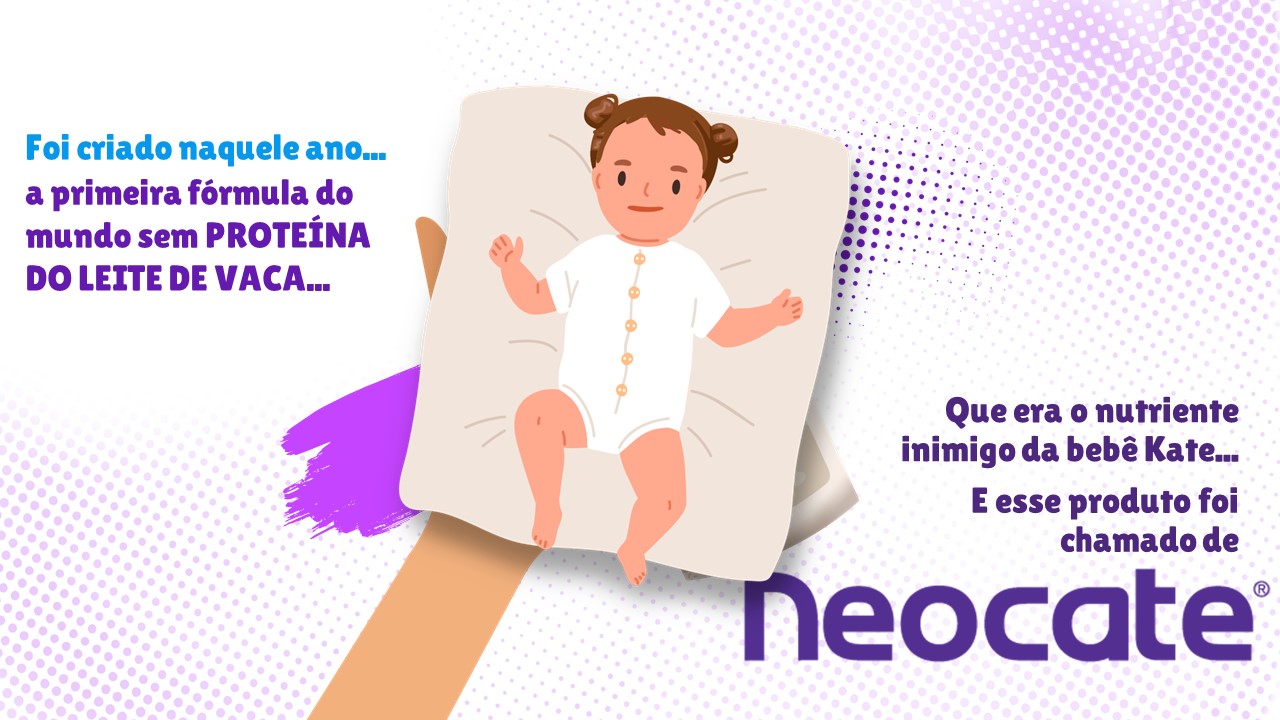 Foi criado naquele ano...
a primeira fórmula do
mundo sem PROTEÍNA
DO LEITE DE VACA...
Que era o nutriente
inimigo da bebê Kate...
E esse produto foi
chamado de
neocate®